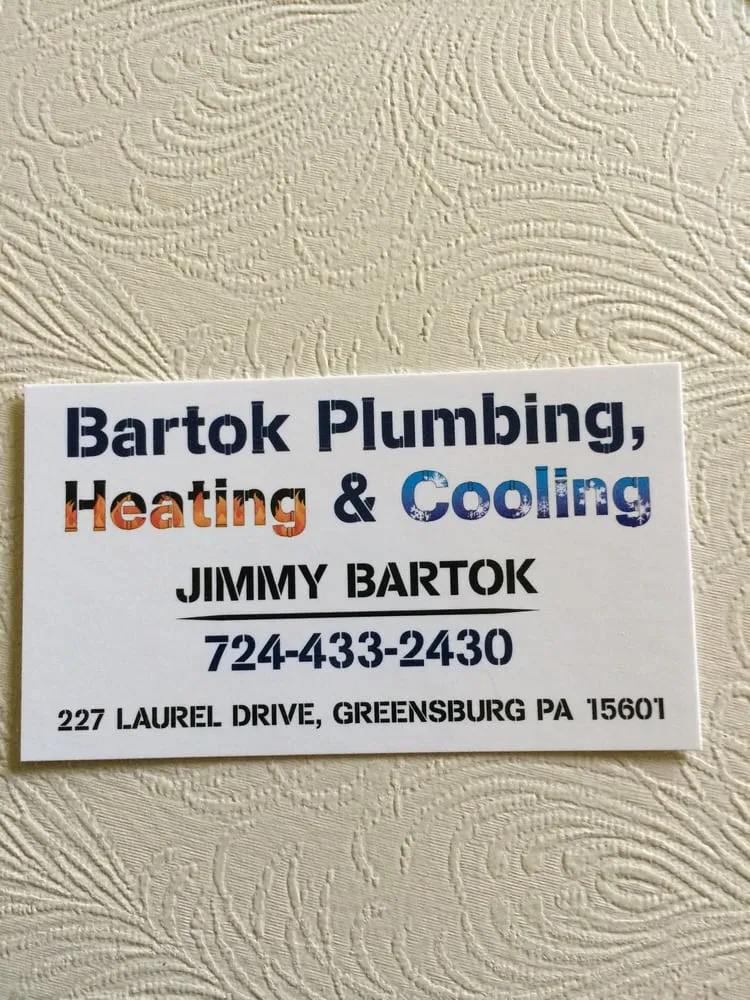 Bartok Plumbing,
Heating & Cooling
JIMMY BARTOK
724-433-2430
227 LAUREL DRIVE, GREENSBURG PA 15601